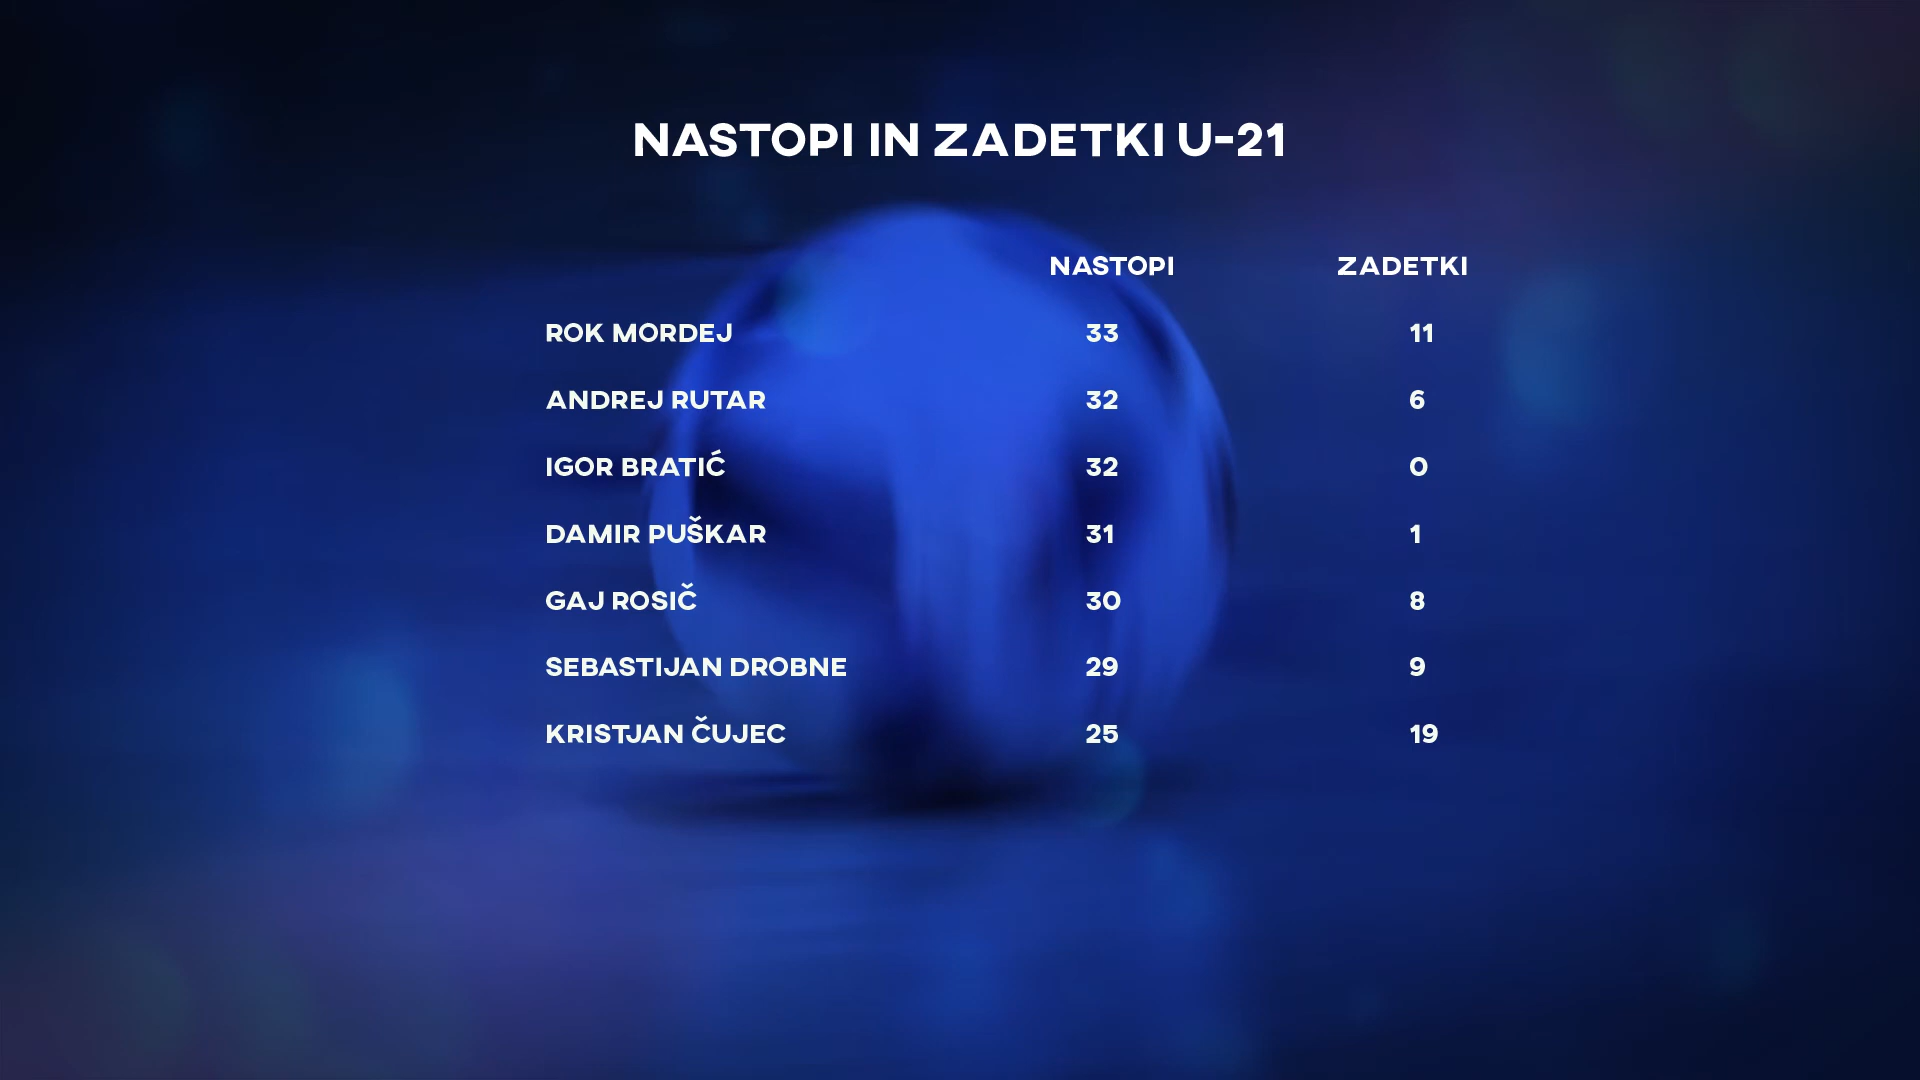 NASTOPI IN ZADETKI U-21
NASTOPI ZADETKI
ROK MORDEJ 33 11
ANDREJ RUTAR 32 6
IGOR BRATIĆ 32 0
DAMIR PUŠKAR 31 1
GAJ ROSIČ 30 8
SEBASTIJAN DROBNE 29 9
KRISTJAN ČUJEC 25 19